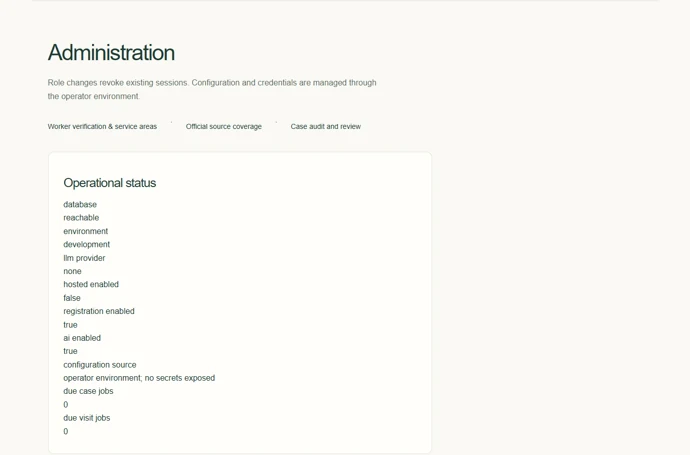 Administration
Role changes revoke existing sessions. Configuration and credentials are managed through
the operator environment.
Worker verification & service areas · Official source coverage · Case audit and review
Operational status
database
reachable
environment
development
llm provider
none
hosted enabled
false
registration enabled
true
ai enabled
true
configuration source
operator environment; no secrets exposed
due case jobs
0
due visit jobs
0